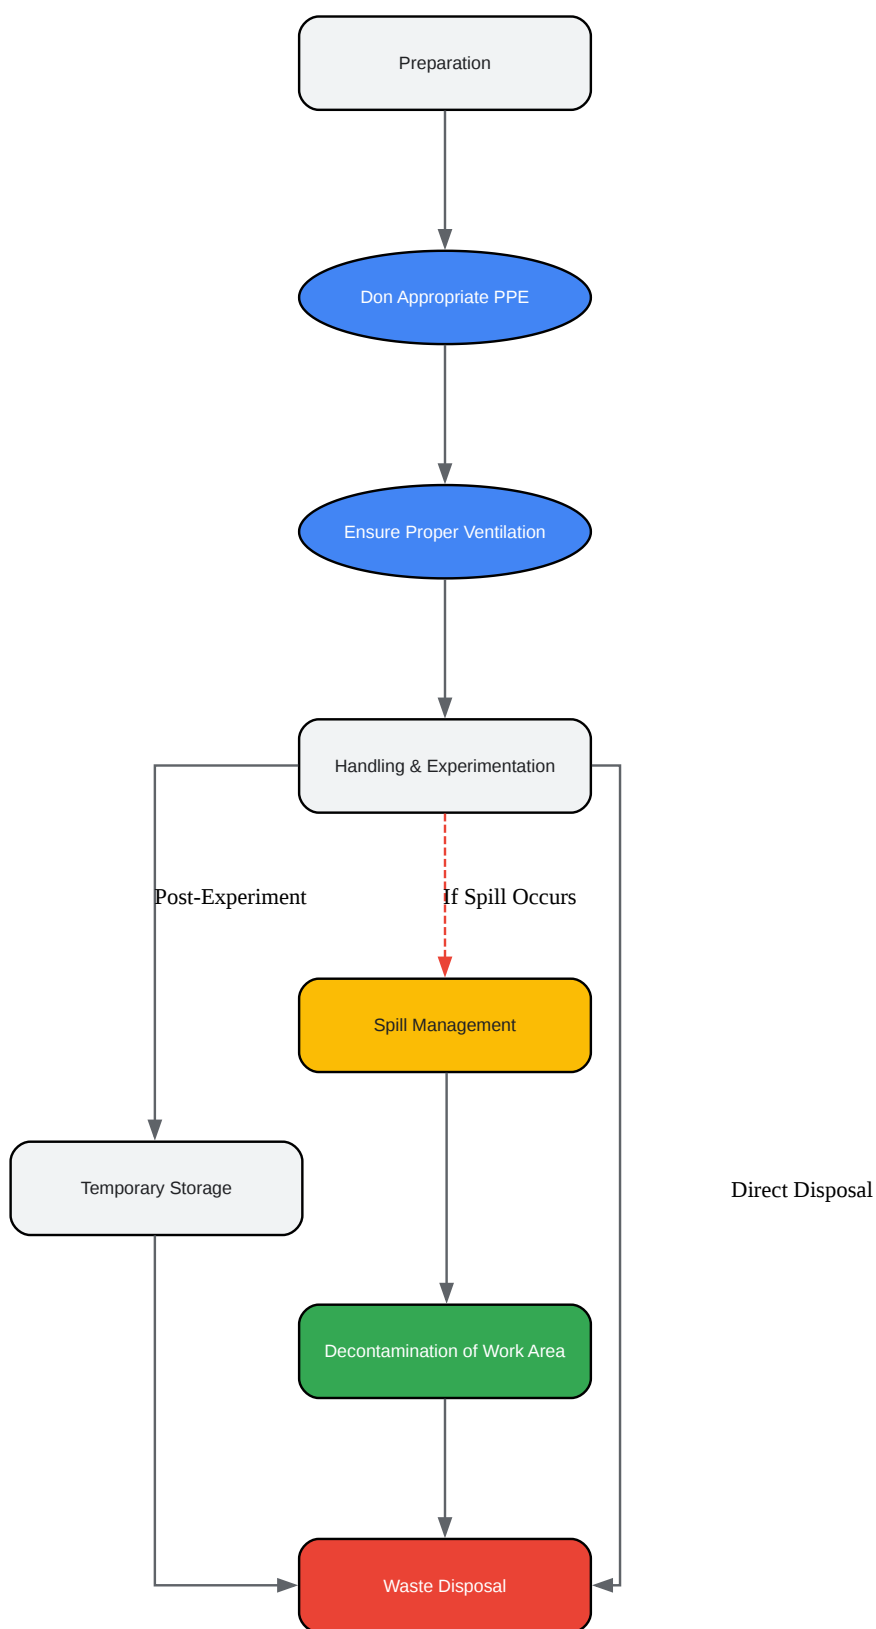 Preparation
Don Appropriate PPE
Ensure Proper Ventilation
Handling & Experimentation
Post-Experiment
If Spill Occurs
Spill Management
Temporary Storage
Direct Disposal
Decontamination of Work Area
Waste Disposal